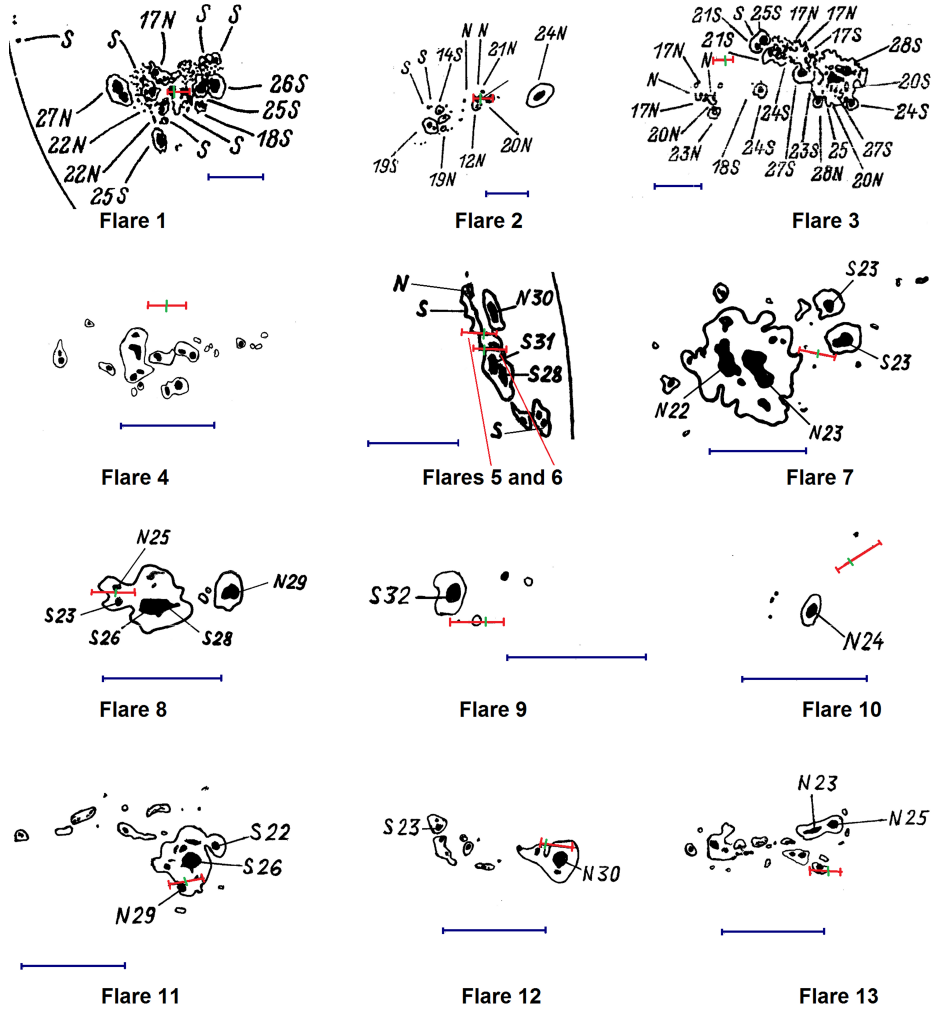 S S 17N S S
27N 26S
22N 25S
22N S S 18S
25S
Flare 1
N N 24N
S S 14S 21N
19S 19N 12N 20N
Flare 2
21S S 25S 17N 17N
17N N 21S 17S 28S
N 20S
17N 24S 24S
20N 23N 18S 24S 27S 23S 28N 25 20N 27S
Flare 3
Flare 4
N
S N30
S31
S28
S
Flares 5 and 6
S23
S23
N22
N23
Flare 7
N25
N29
S23
S26 S28
Flare 8
S32
Flare 9
N24
Flare 10
S22
S26
N29
Flare 11
S23
N30
Flare 12
N23
N25
Flare 13